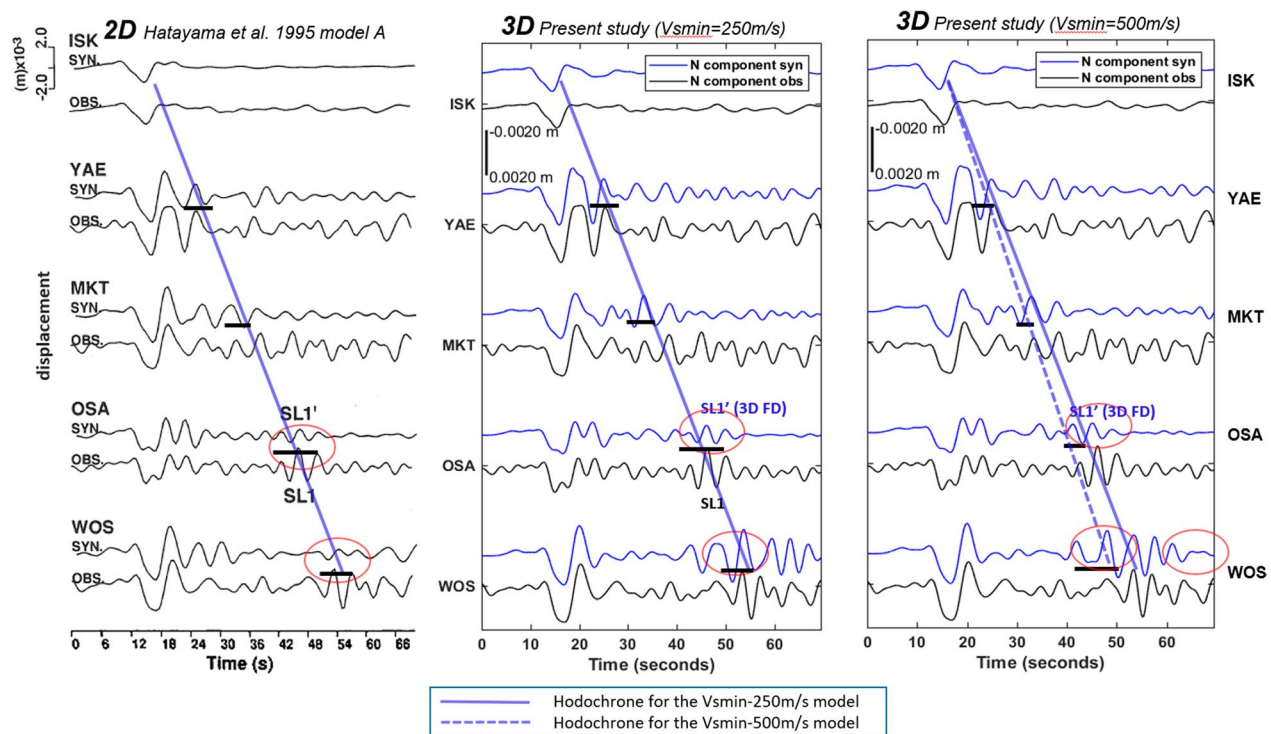 2D Hatayama et al. 1995 model A
(m)x10-3
2.0
-2.0
ISK
SYN.
OBS.
YAE
SYN
OBS.
displacement
MKT
SYN
OBS.
OSA
SYN
OBS.
SL1'
SL1
WOS
SYN.
OBS.
0 6 12 18 24 30 36 42 48 54 60 66
Time (s)
3D Present study (Vsmin=250m/s)
N component syn
N component obs
ISK
-0.0020 m
0.0020 m
YAE
MKT
SL1' (3D FD)
OSA
SL1
WOS
0 10 20 30 40 50 60
Time (seconds)
3D Present study (Vsmin=500m/s)
N component syn
N component obs
ISK
-0.0020 m
0.0020 m
YAE
MKT
SL1' (3D FD)
OSA
WOS
0 10 20 30 40 50 60
Time (seconds)
Hodochrone for the Vsmin-250m/s model
Hodochrone for the Vsmin-500m/s model